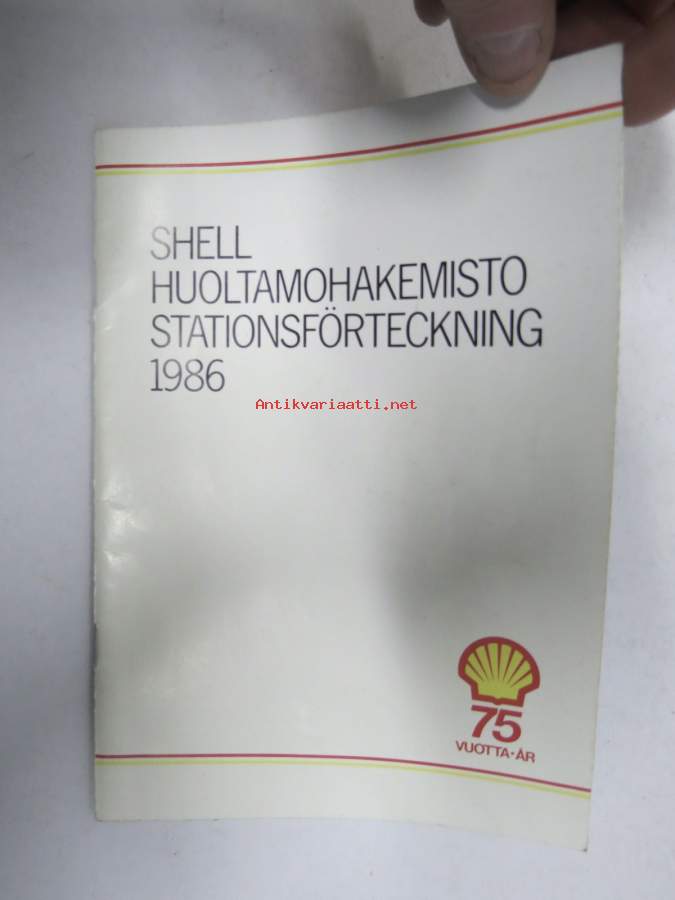 SHELL
HUOLTAMOHAKEMISTO
STATIONSFÖRTECKNING
1986
Antikvariaatti.net
75
VUOTTA·ÅR